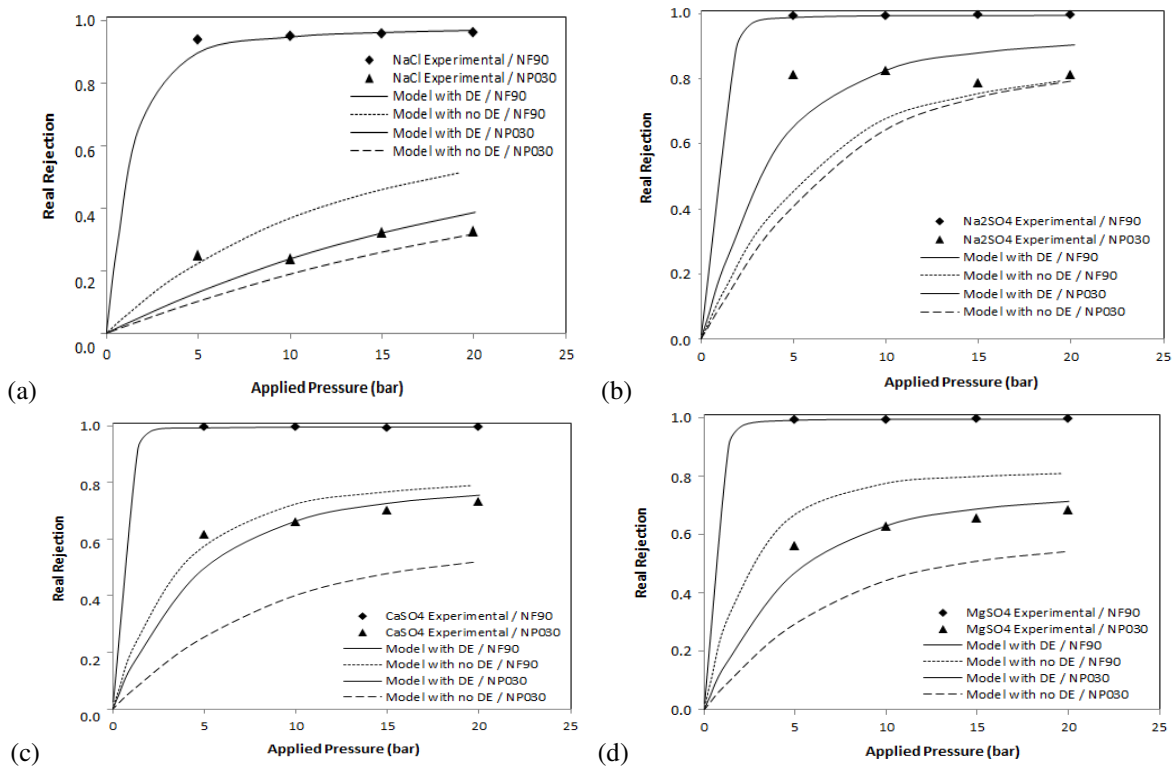 1.0
0.8
0.6
0.4
0.2
0.0
Real Rejection
NaCl Experimental / NF90
NaCl Experimental / NP030
Model with DE / NF90
Model with no DE / NF90
Model with DE / NP030
Model with no DE / NP030
0 5 10 15 20 25
Applied Pressure (bar)
(a)
1.0
0.8
0.6
0.4
0.2
0.0
Real Rejection
Na2SO4 Experimental / NF90
Na2SO4 Experimental / NP030
Model with DE / NF90
Model with no DE / NF90
Model with DE / NP030
Model with no DE / NP030
0 5 10 15 20 25
Applied Pressure (bar)
(b)
1.0
0.8
0.6
0.4
0.2
0.0
Real Rejection
CaSO4 Experimental / NF90
CaSO4 Experimental / NP030
Model with DE / NF90
Model with no DE / NF90
Model with DE / NP030
Model with no DE / NP030
0 5 10 15 20 25
Applied Pressure (bar)
(c)
1.0
0.8
0.6
0.4
0.2
0.0
Real Rejection
MgSO4 Experimental / NF90
MgSO4 Experimental / NP030
Model with DE / NF90
Model with no DE / NF90
Model with DE / NP030
Model with no DE / NP030
0 5 10 15 20 25
Applied Pressure (bar)
(d)